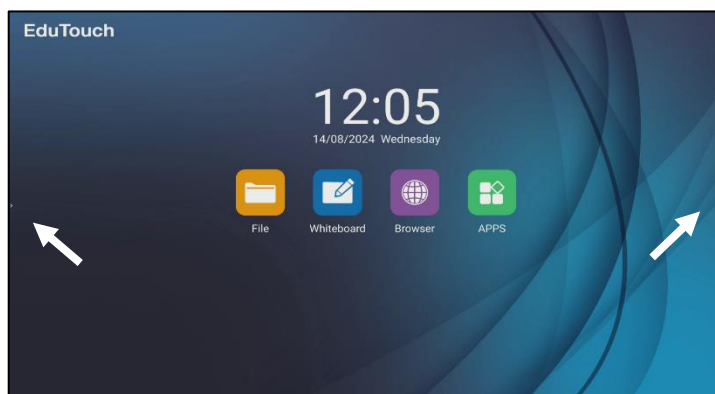 EduTouch
12:05
14/08/2024 Wednesday
File
Whiteboard
Browser
APPS